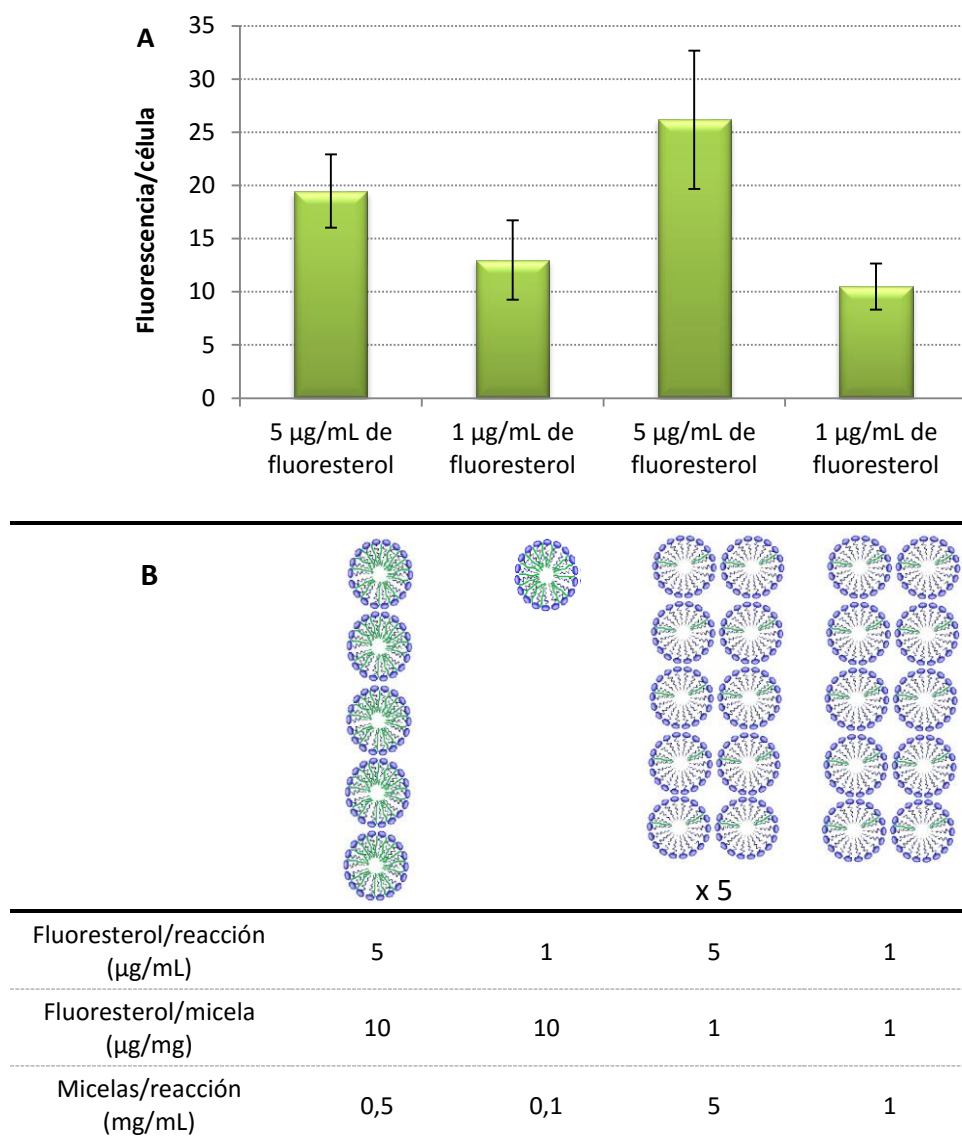 A
Fluorescencia/célula
35
30
25
20
15
10
5
0
5 µg/mL de
fluoresterol
1 µg/mL de
fluoresterol
5 µg/mL de
fluoresterol
1 µg/mL de
fluoresterol
B
x 5
Fluoresterol/reacción
(µg/mL)
5 1 5 1
Fluoresterol/micela
(µg/mg)
10 10 1 1
Micelas/reacción
(mg/mL)
0,5 0,1 5 1